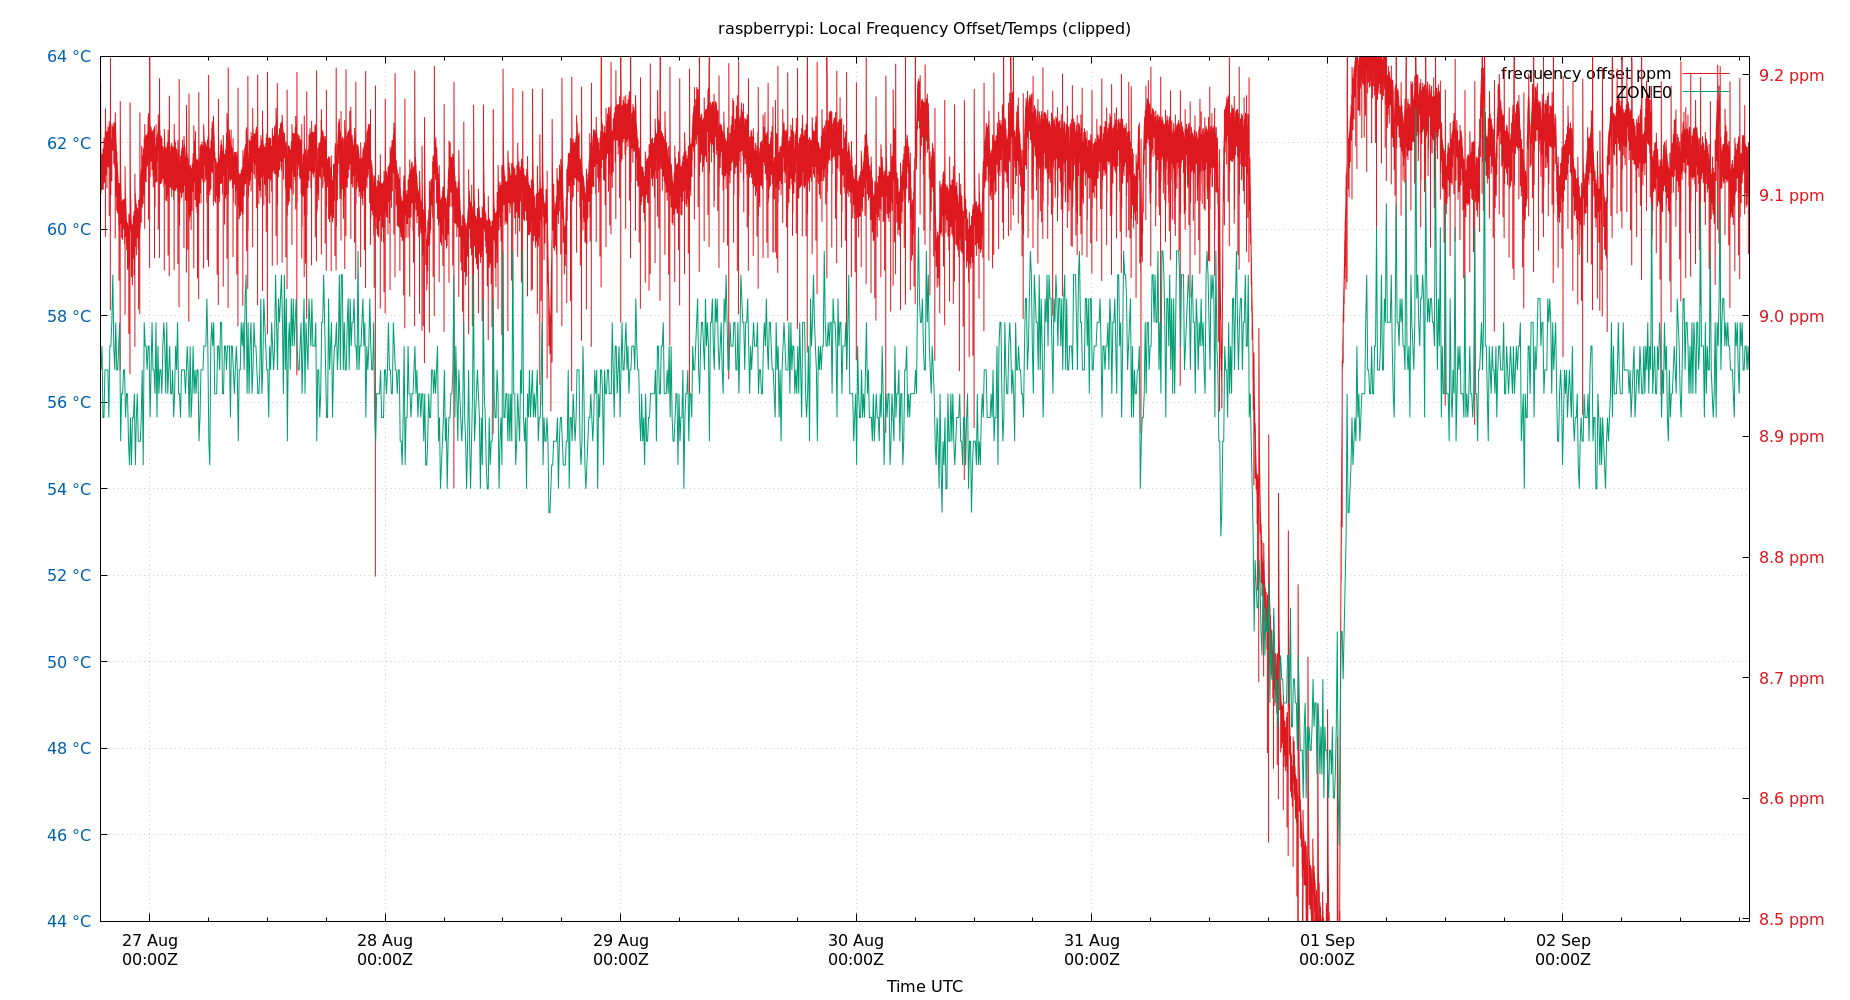 raspberrypi: Local Frequency Offset/Temps (clipped)
64 °C
62 °C
60 °C
58 °C
56 °C
54 °C
52 °C
50 °C
48 °C
46 °C
44 °C
frequency offset ppm
ZONE0
9.2 ppm
9.1 ppm
9.0 ppm
8.9 ppm
8.8 ppm
8.7 ppm
8.6 ppm
8.5 ppm
27 Aug
00:00Z
28 Aug
00:00Z
29 Aug
00:00Z
30 Aug
00:00Z
31 Aug
00:00Z
01 Sep
00:00Z
02 Sep
00:00Z
Time UTC